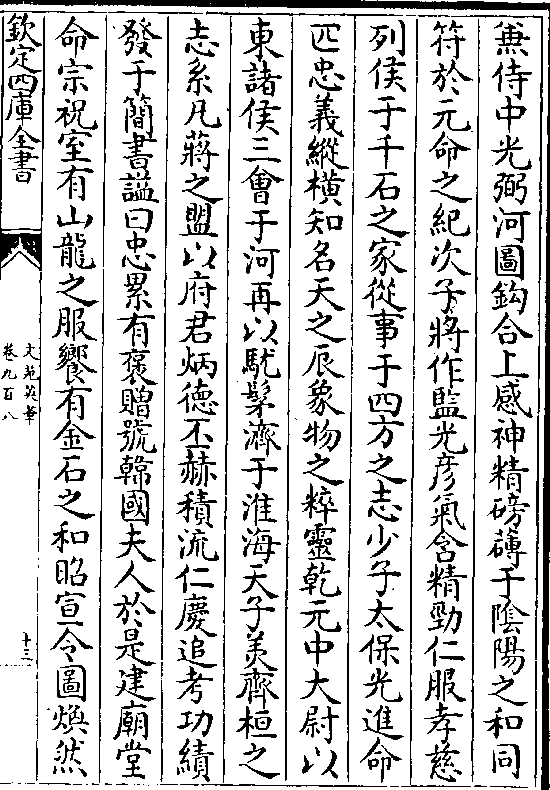 兼侍中光弼河圖鈎合上感神精磅礴于陰陽之和同
符於元命之紀次子將作監光彦氣含精勁仁服孝慈
列侯于千石之家從事于四方之志少子太保光進命
匹忠義縱横知名天之辰象物之粹靈乾元中大尉以
東諸侯三會于河再以駹髳濟于淮海天子美齊桓之
志系凡蔣之盟以府君炳德丕赫積流仁慶追考功績
發于簡書諡曰忠累有褒贈號韓國夫人於是建廟堂
命宗祝室有山龍之服饗有金石之和昭宣令圖煥然
欽定四庫全書
文苑英華
卷九百八
十三